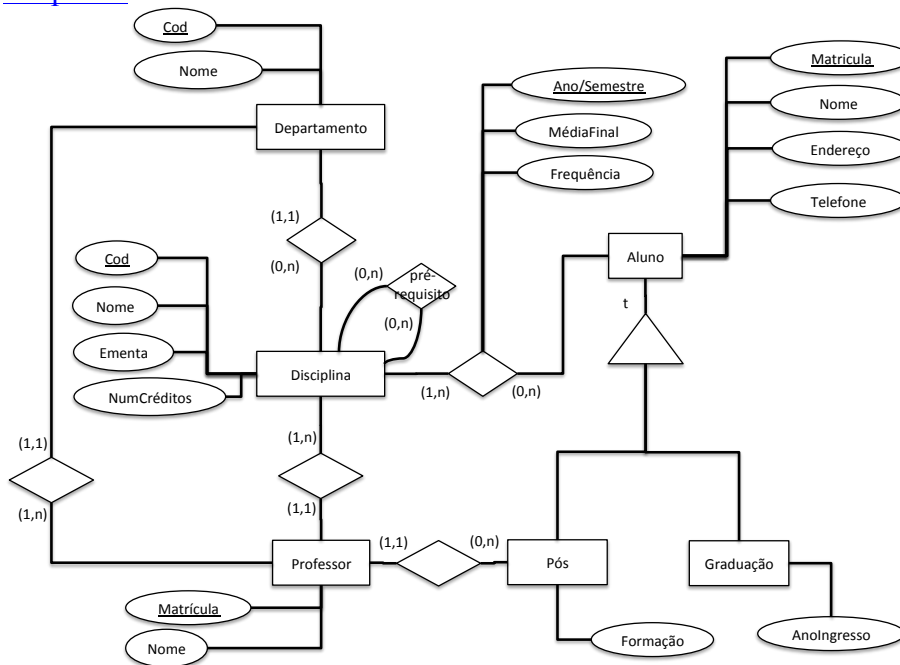 Cod
Nome
Departamento
Ano/Semestre
MédiaFinal
Frequência
Matricula
Nome
Endereço
Telefone
(1,1)
(0,n)
Cod
Nome
Ementa
NumCréditos
(0,n)
pré-
requisito
(0,n)
Aluno
t
Disciplina
(1,n)
(0,n)
(1,n)
(1,1)
(1,1)
(1,n)
Professor
(1,1)
(0,n)
Pós
Graduação
Matrícula
Nome
Formação
AnoIngresso